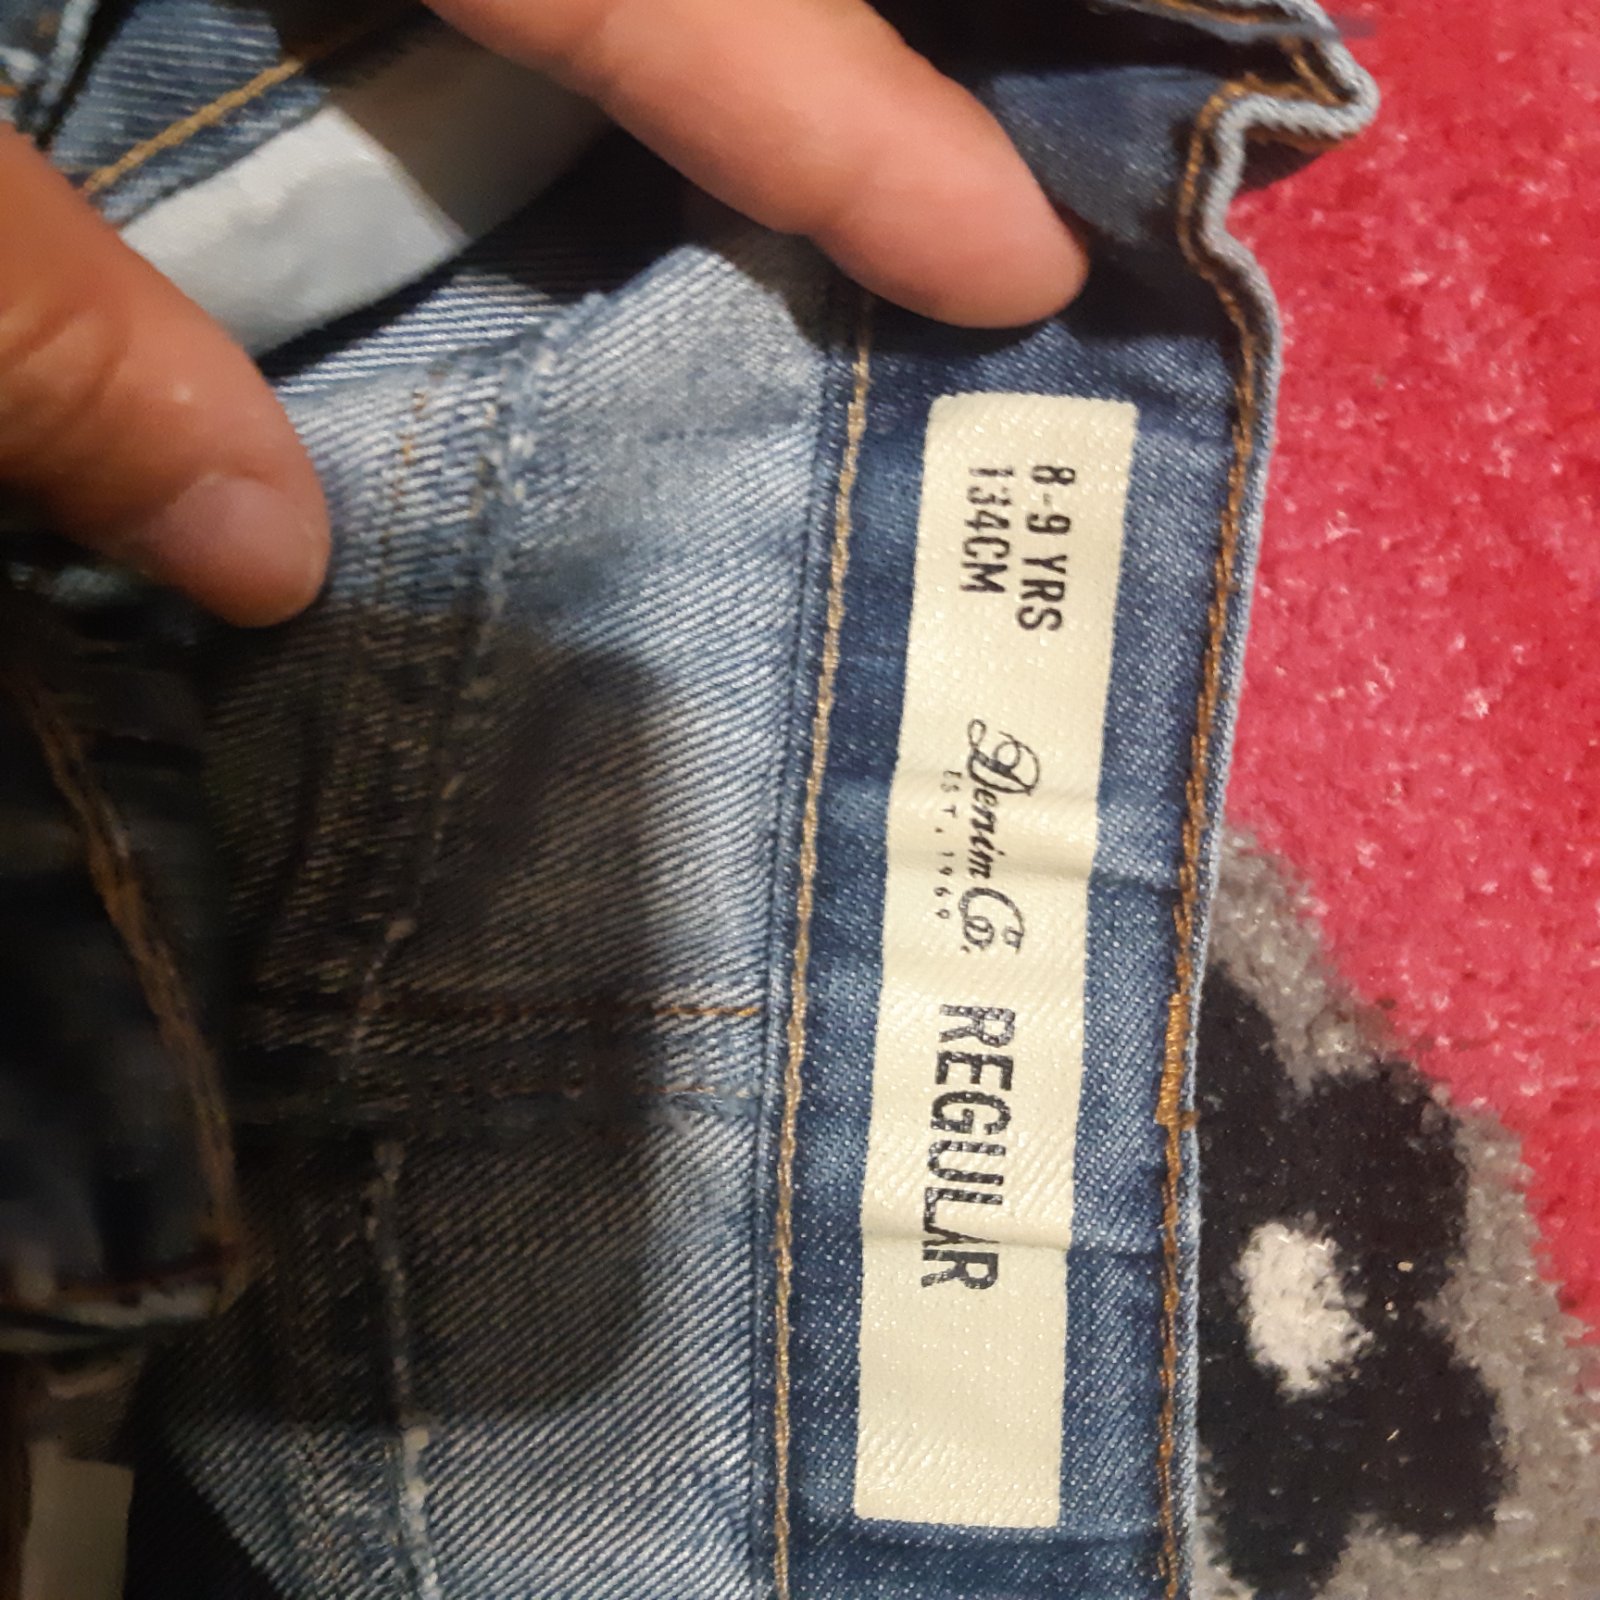 8-9 YRS
134CM
Denim Co.
EST. 1969
REGULAR